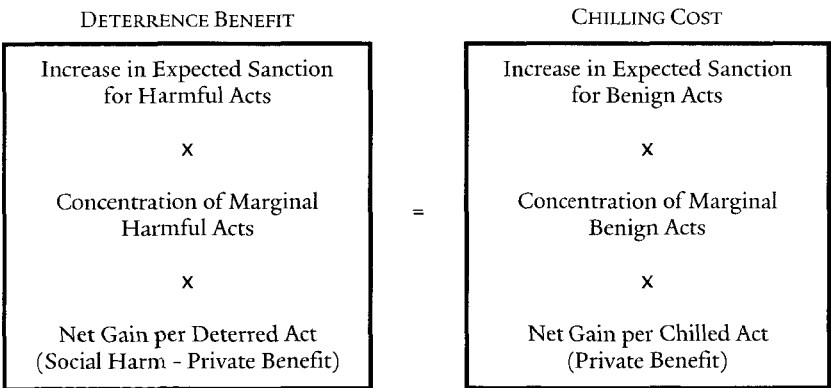 DETERRENCE BENEFIT
Increase in Expected Sanction
for Harmful Acts
x
Concentration of Marginal
Harmful Acts
x
Net Gain per Deterred Act
(Social Harm - Private Benefit)
=
CHILLING COST
Increase in Expected Sanction
for Benign Acts
x
Concentration of Marginal
Benign Acts
x
Net Gain per Chilled Act
(Private Benefit)